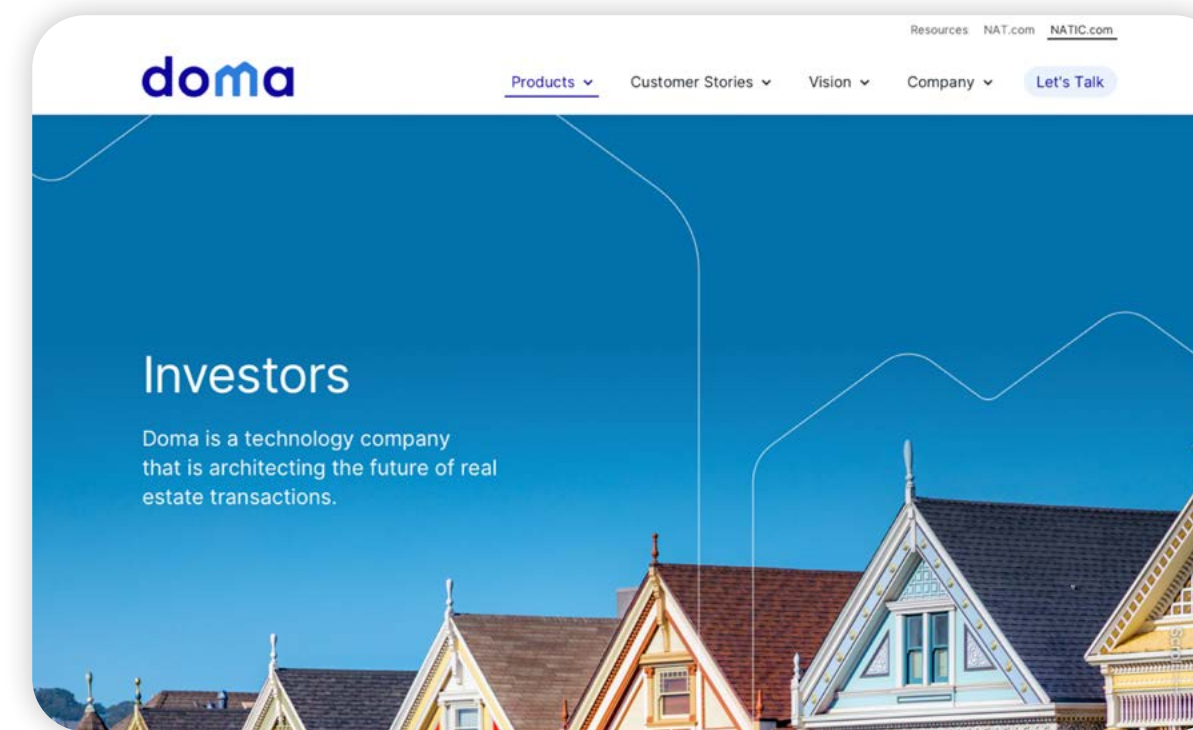 Resources NAT.com NATIC.com
doma
Products Customer Stories Vision Company Let's Talk
Investors
Doma is a technology company
that is architecting the future of real
estate transactions.
Scroll